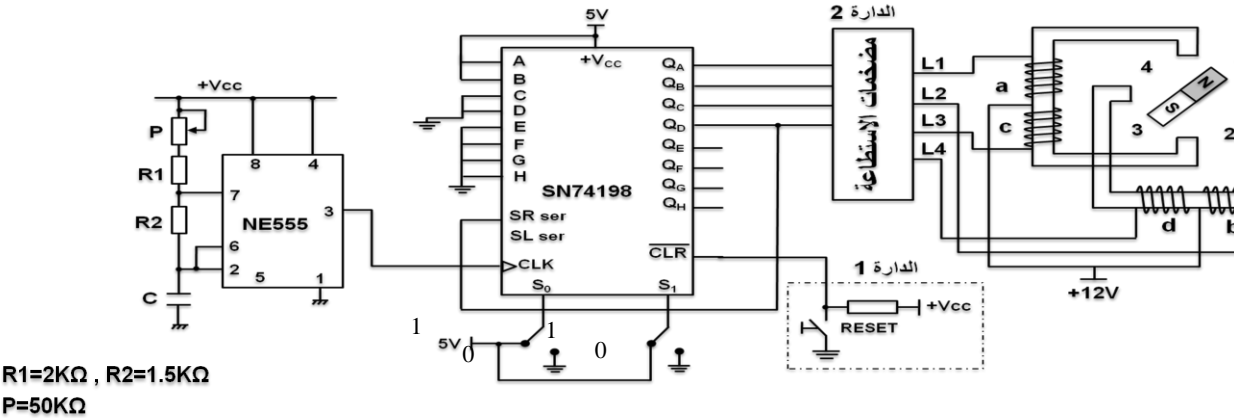 5V
الدارة 2
+Vcc
A
B
C
D
E
F
G
H
+VCC
QA
QB
QC
QD
QE
QF
QG
QH
SN74198
SR ser
SL ser
CLK
CLR
S0
S1
مضخمات الإستطاعة
L1
L2
L3
L4
a
c
4
3
2
N
S
d
b
+12V
P
R1
R2
C
8
4
7
3
6
2
5
1
NE555
الدارة 1
+Vcc
RESET
5V
1
0
1
0
R1=2KΩ , R2=1.5KΩ
P=50KΩ